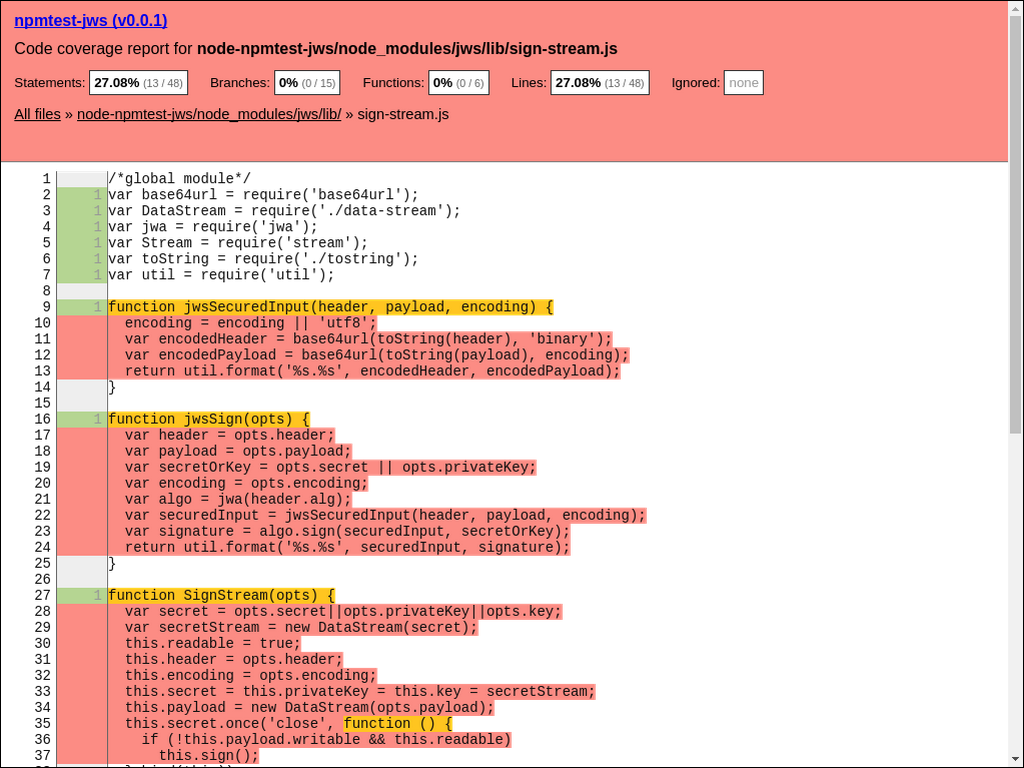 npmtest-jws (v0.0.1)
Code coverage report for node-npmtest-jws/node_modules/jws/lib/sign-stream.js
Statements: 27.08% (13 / 48) Branches: 0% (0 / 15) Functions: 0% (0 / 6) Lines: 27.08% (13 / 48) Ignored: none
All files » node-npmtest-jws/node_modules/jws/lib/ » sign-stream.js
1 /*global module*/
2 1 var base64url = require('base64url');
3 1 var DataStream = require('./data-stream');
4 1 var jwa = require('jwa');
5 1 var Stream = require('stream');
6 1 var toString = require('./tostring');
7 1 var util = require('util');
8
9 1 function jwsSecuredInput(header, payload, encoding) {
10   encoding = encoding || 'utf8';
11   var encodedHeader = base64url(toString(header), 'binary');
12   var encodedPayload = base64url(toString(payload), encoding);
13   return util.format('%s.%s', encodedHeader, encodedPayload);
14 }
15
16 1 function jwsSign(opts) {
17   var header = opts.header;
18   var payload = opts.payload;
19   var secretOrKey = opts.secret || opts.privateKey;
20   var encoding = opts.encoding;
21   var algo = jwa(header.alg);
22   var securedInput = jwsSecuredInput(header, payload, encoding);
23   var signature = algo.sign(securedInput, secretOrKey);
24   return util.format('%s.%s', securedInput, signature);
25 }
26
27 1 function SignStream(opts) {
28   var secret = opts.secret||opts.privateKey||opts.key;
29   var secretStream = new DataStream(secret);
30   this.readable = true;
31   this.header = opts.header;
32   this.encoding = opts.encoding;
33   this.secret = this.privateKey = this.key = secretStream;
34   this.payload = new DataStream(opts.payload);
35   this.secret.once('close', function () {
36     if (!this.payload.writable && this.readable)
37       this.sign();